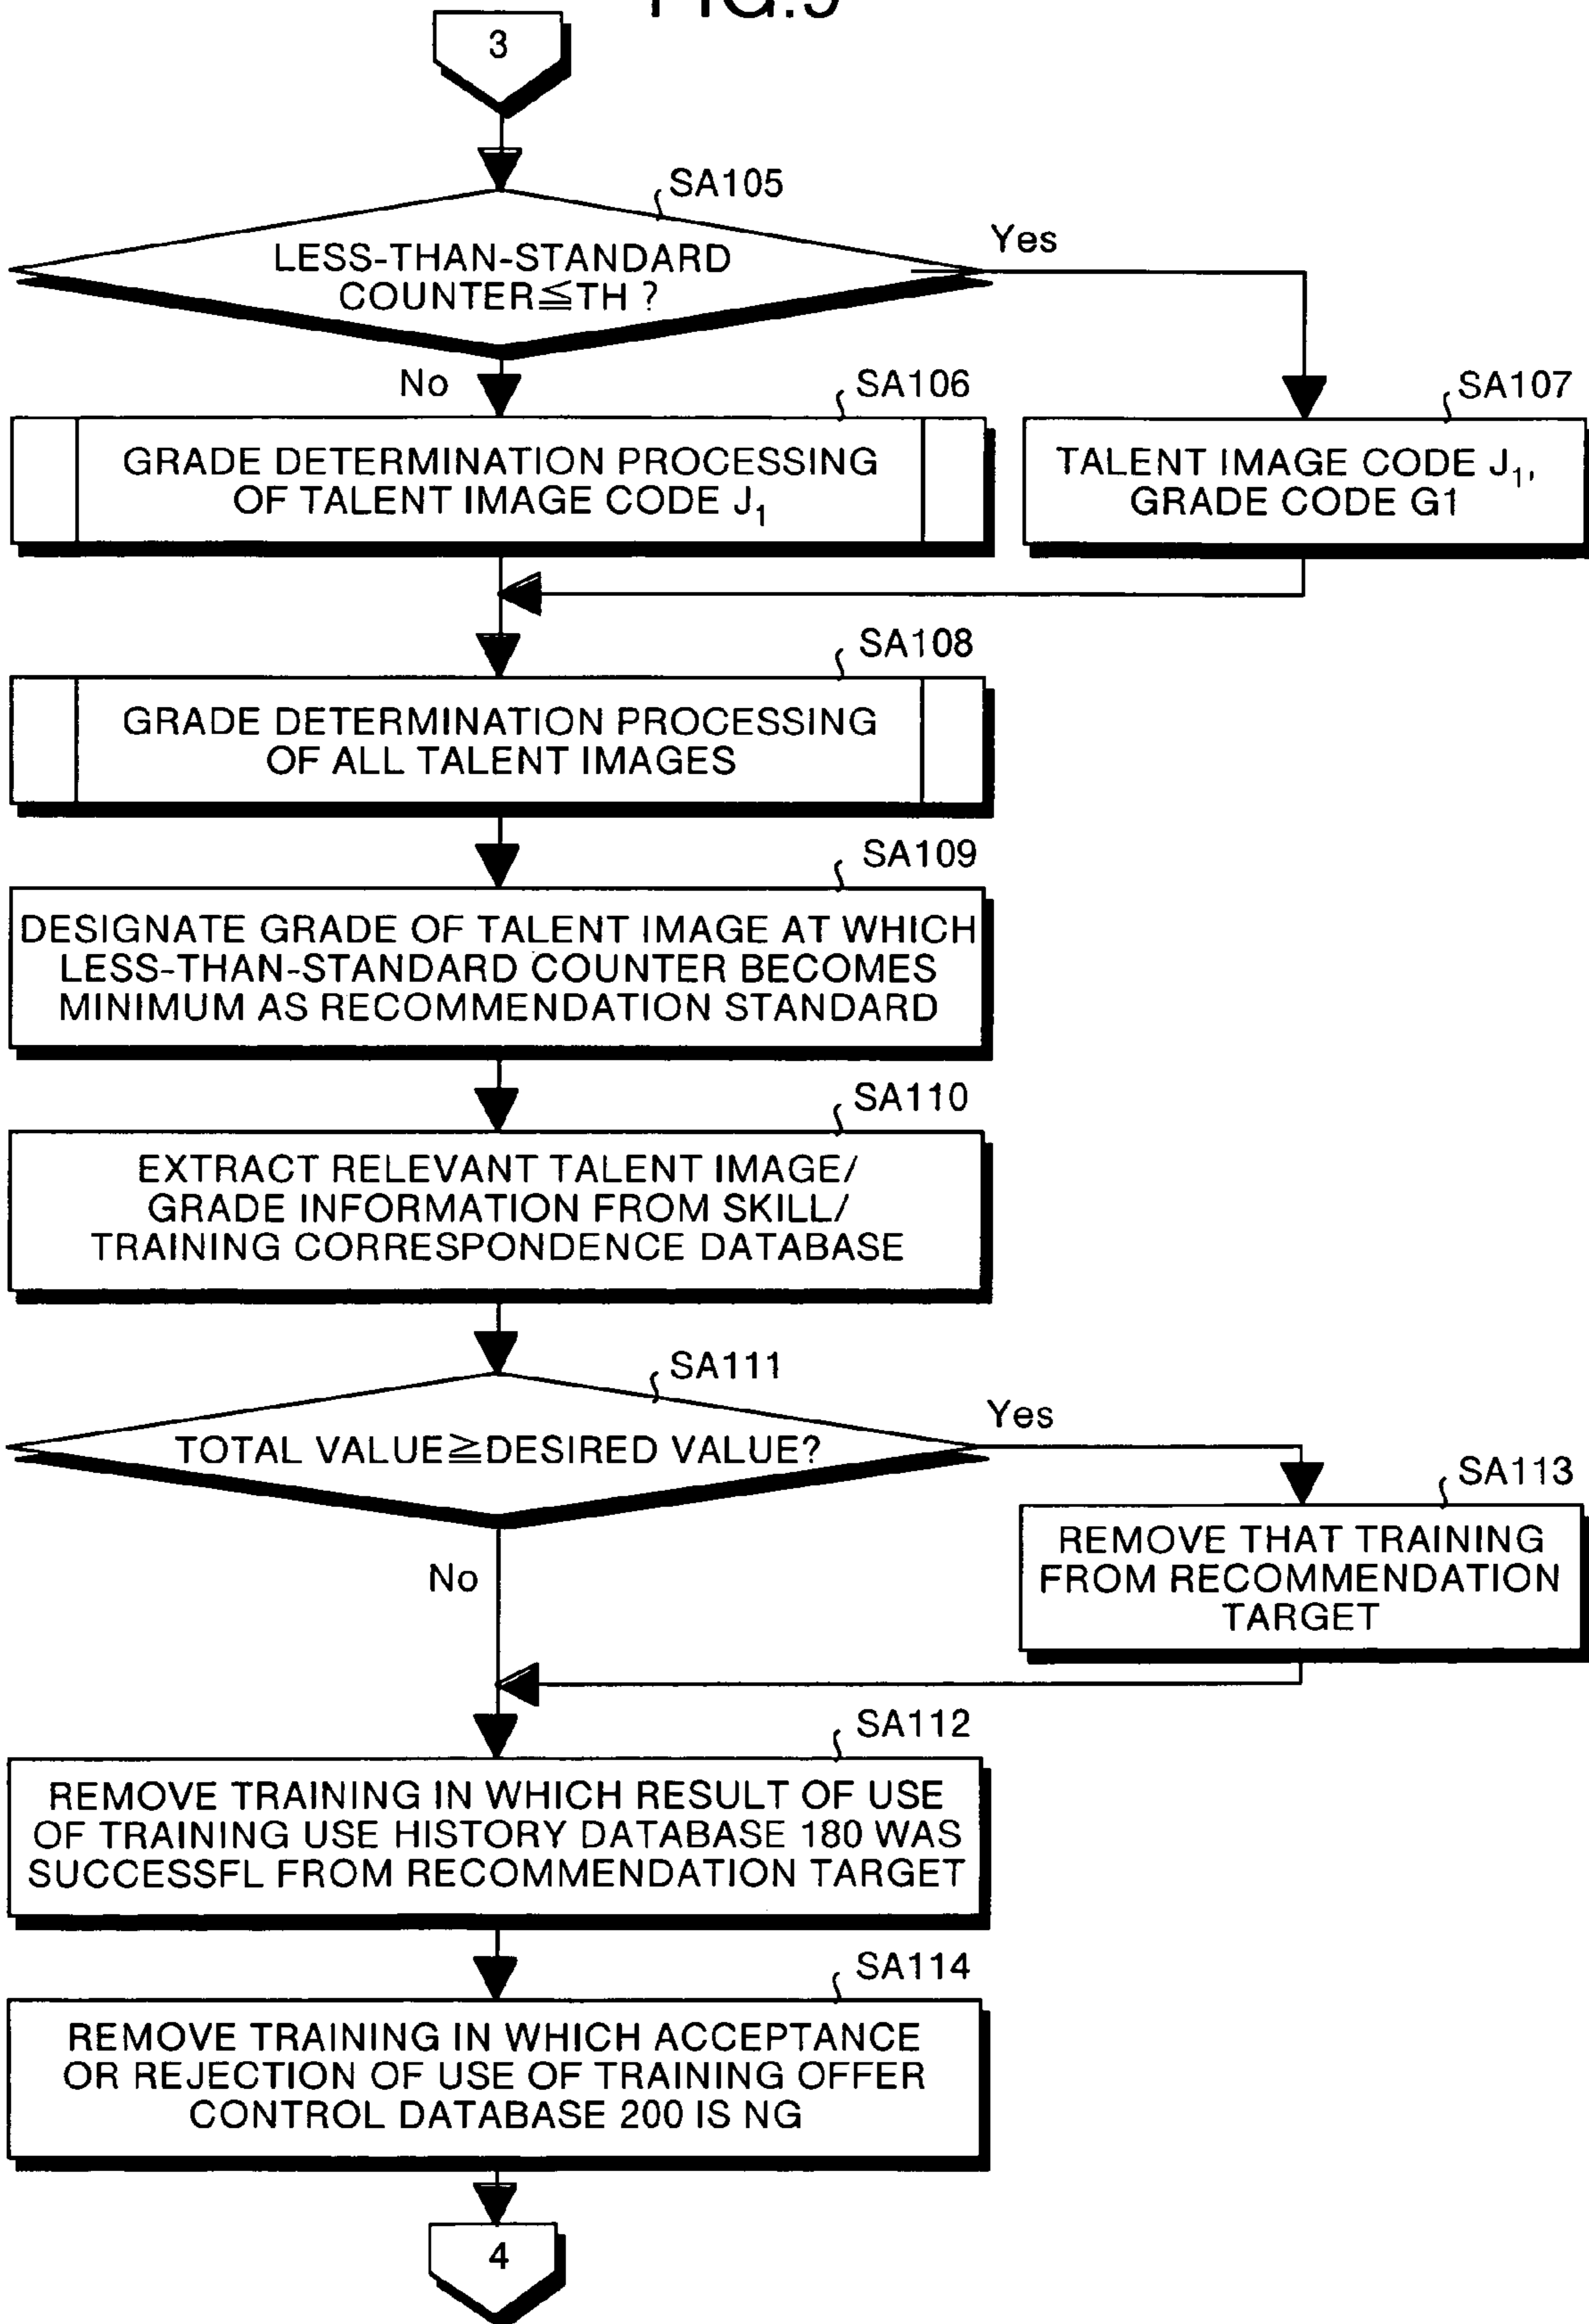 FIG.9
3
SA105
LESS-THAN-STANDARD
COUNTER≦TH ?
Yes
No
SA106
GRADE DETERMINATION PROCESSING
OF TALENT IMAGE CODE J₁
SA107
TALENT IMAGE CODE J₁,
GRADE CODE G1
SA108
GRADE DETERMINATION PROCESSING
OF ALL TALENT IMAGES
SA109
DESIGNATE GRADE OF TALENT IMAGE AT WHICH
LESS-THAN-STANDARD COUNTER BECOMES
MINIMUM AS RECOMMENDATION STANDARD
SA110
EXTRACT RELEVANT TALENT IMAGE/
GRADE INFORMATION FROM SKILL/
TRAINING CORRESPONDENCE DATABASE
SA111
TOTAL VALUE≧DESIRED VALUE?
Yes
No
SA113
REMOVE THAT TRAINING
FROM RECOMMENDATION
TARGET
SA112
REMOVE TRAINING IN WHICH RESULT OF USE
OF TRAINING USE HISTORY DATABASE 180 WAS
SUCCESSFL FROM RECOMMENDATION TARGET
SA114
REMOVE TRAINING IN WHICH ACCEPTANCE
OR REJECTION OF USE OF TRAINING OFFER
CONTROL DATABASE 200 IS NG
4